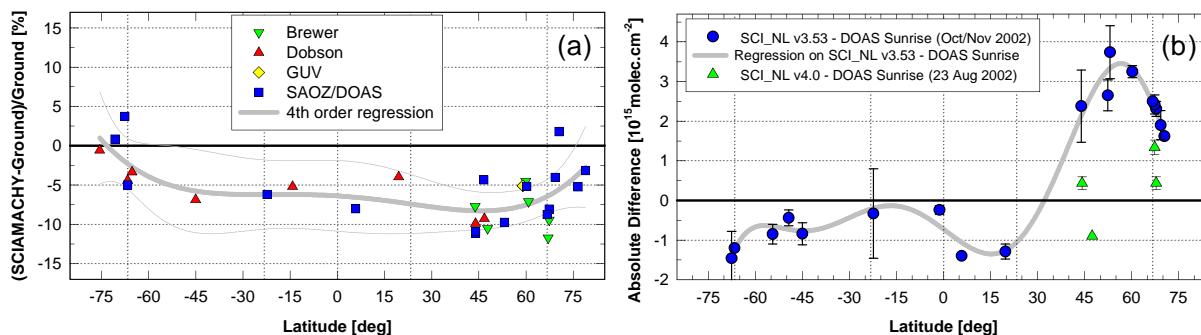 (SCIAMACHY-Ground)/Ground [%]
15
10
5
0
-5
-10
-15
Brewer
Dobson
GUV
SAOZ/DOAS
4th order regression
(a)
-75 -60 -45 -30 -15 0 15 30 45 60 75
Latitude [deg]
Absolute Difference [10^15 molec.cm^-2]
4
3
2
1
0
-1
-2
SCI_NL v3.53 - DOAS Sunrise (Oct/Nov 2002)
Regression on SCI_NL v3.53 - DOAS Sunrise
SCI_NL v4.0 - DOAS Sunrise (23 Aug 2002)
(b)
-75 -60 -45 -30 -15 0 15 30 45 60 75
Latitude [deg]